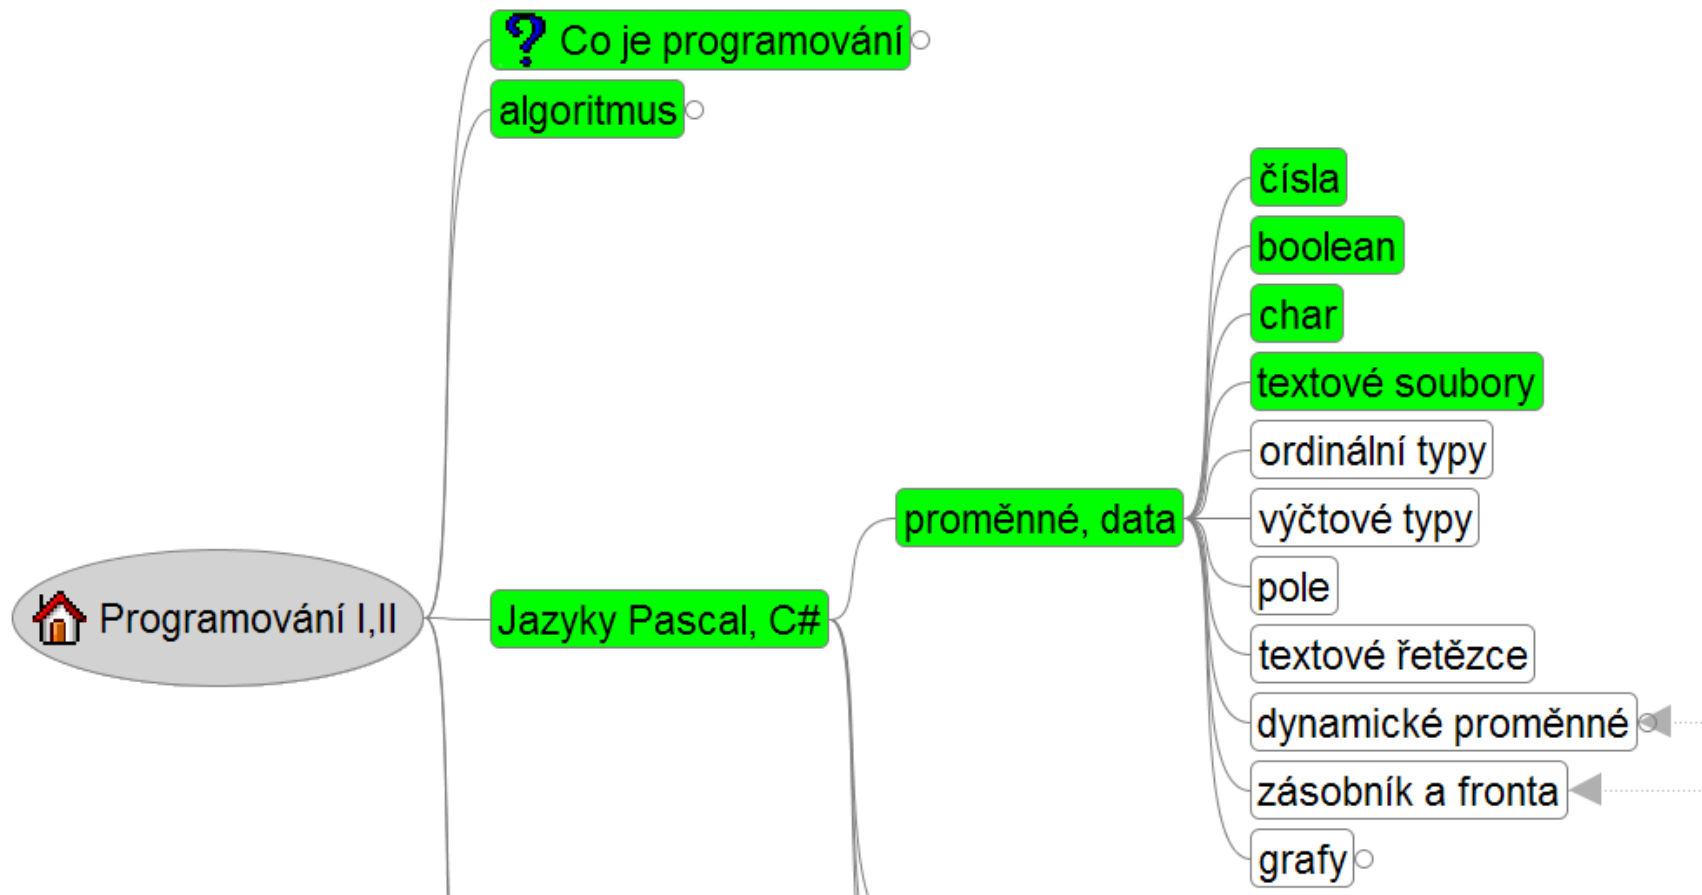 Co je programování
algoritmus
čísla
boolean
char
textové soubory
ordinální typy
proměnné, data
výčtové typy
pole
Programování I,II
Jazyky Pascal, C#
textové řetězce
dynamické proměnné
zásobník a fronta
grafy